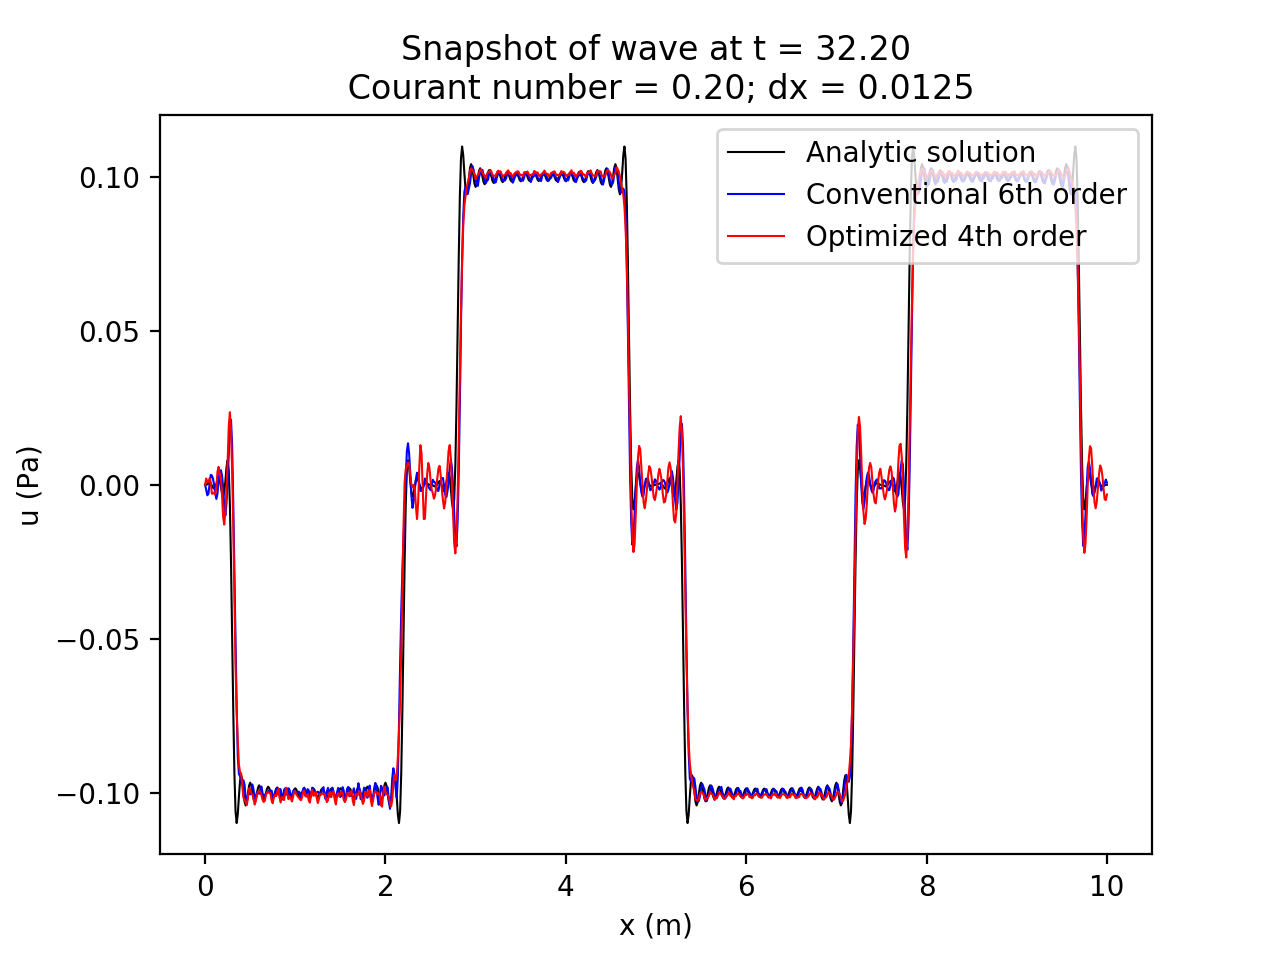 Snapshot of wave at t = 32.20
Courant number = 0.20; dx = 0.0125
Analytic solution
Conventional 6th order
Optimized 4th order
0.10
0.05
0.00
−0.05
−0.10
u (Pa)
0 2 4 6 8 10
x (m)